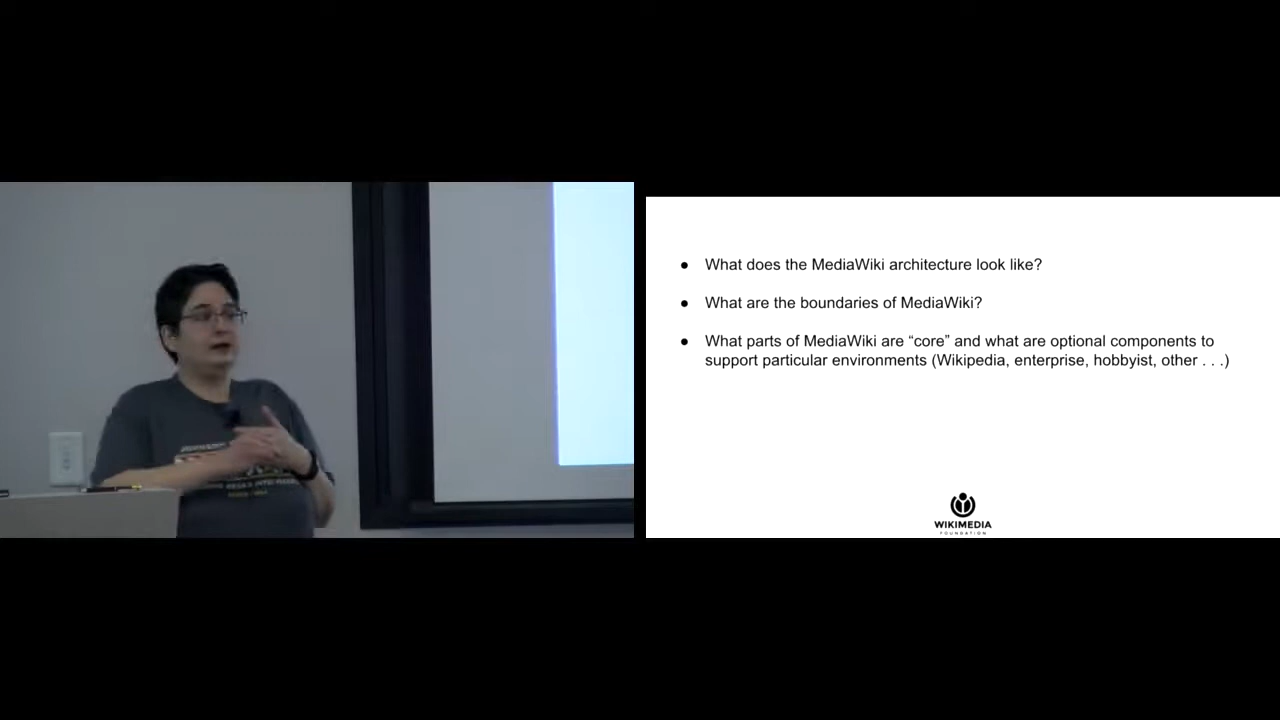 ● What does the MediaWiki architecture look like?
● What are the boundaries of MediaWiki?
● What parts of MediaWiki are “core” and what are optional components to
support particular environments (Wikipedia, enterprise, hobbyist, other . . .)
WIKIMEDIA
FOUNDATION